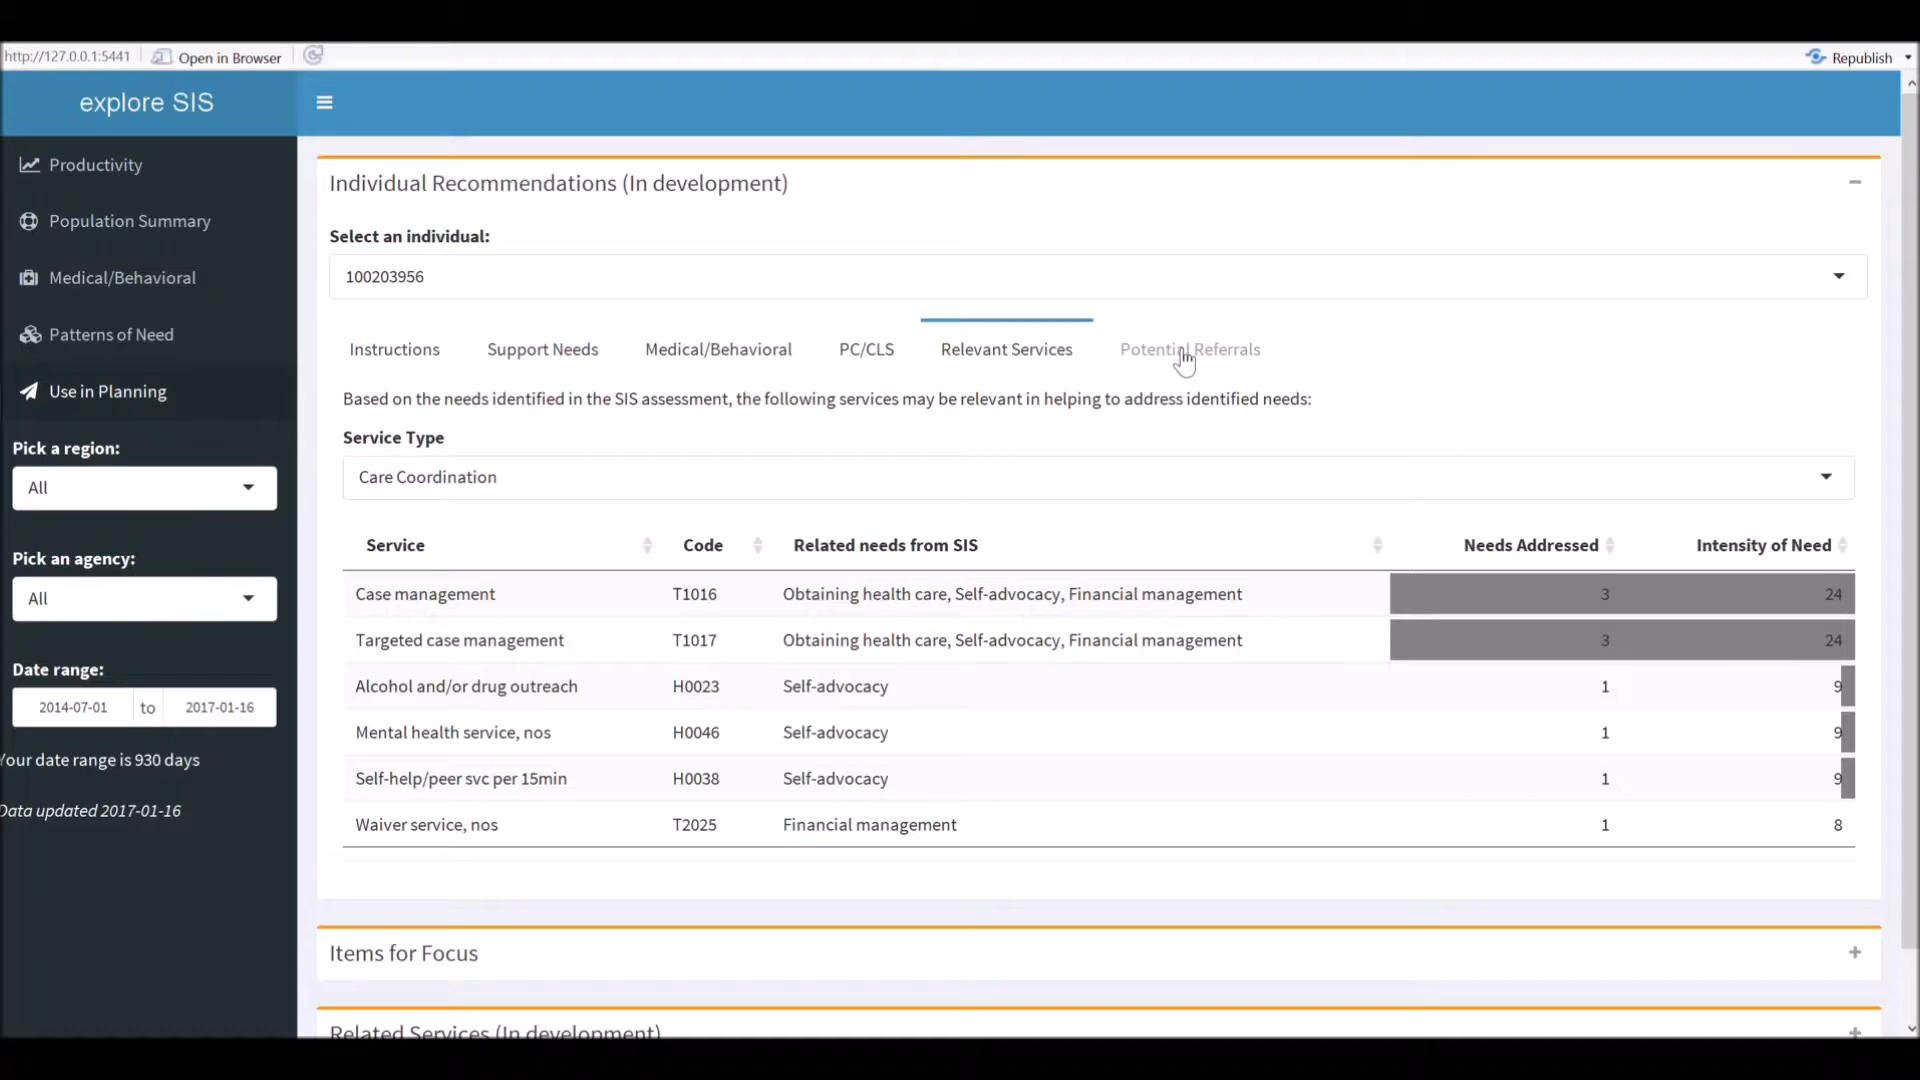 http://127.0.0.1:5441
Open in Browser
Republish
explore SIS
Productivity
Population Summary
Medical/Behavioral
Patterns of Need
Use in Planning
Pick a region:
All
Pick an agency:
All
Date range:
2014-07-01 to 2017-01-16
Your date range is 930 days
Data updated 2017-01-16
Individual Recommendations (In development)
Select an individual:
100203956
Instructions Support Needs Medical/Behavioral PC/CLS Relevant Services Potential Referrals
Based on the needs identified in the SIS assessment, the following services may be relevant in helping to address identified needs:
Service Type
Care Coordination
Service Code Related needs from SIS Needs Addressed Intensity of Need
Case management T1016 Obtaining health care, Self-advocacy, Financial management 3 24
Targeted case management T1017 Obtaining health care, Self-advocacy, Financial management 3 24
Alcohol and/or drug outreach H0023 Self-advocacy 1 9
Mental health service, nos H0046 Self-advocacy 1 9
Self-help/peer svc per 15min H0038 Self-advocacy 1 9
Waiver service, nos T2025 Financial management 1 8
Items for Focus
Related Services (In development)